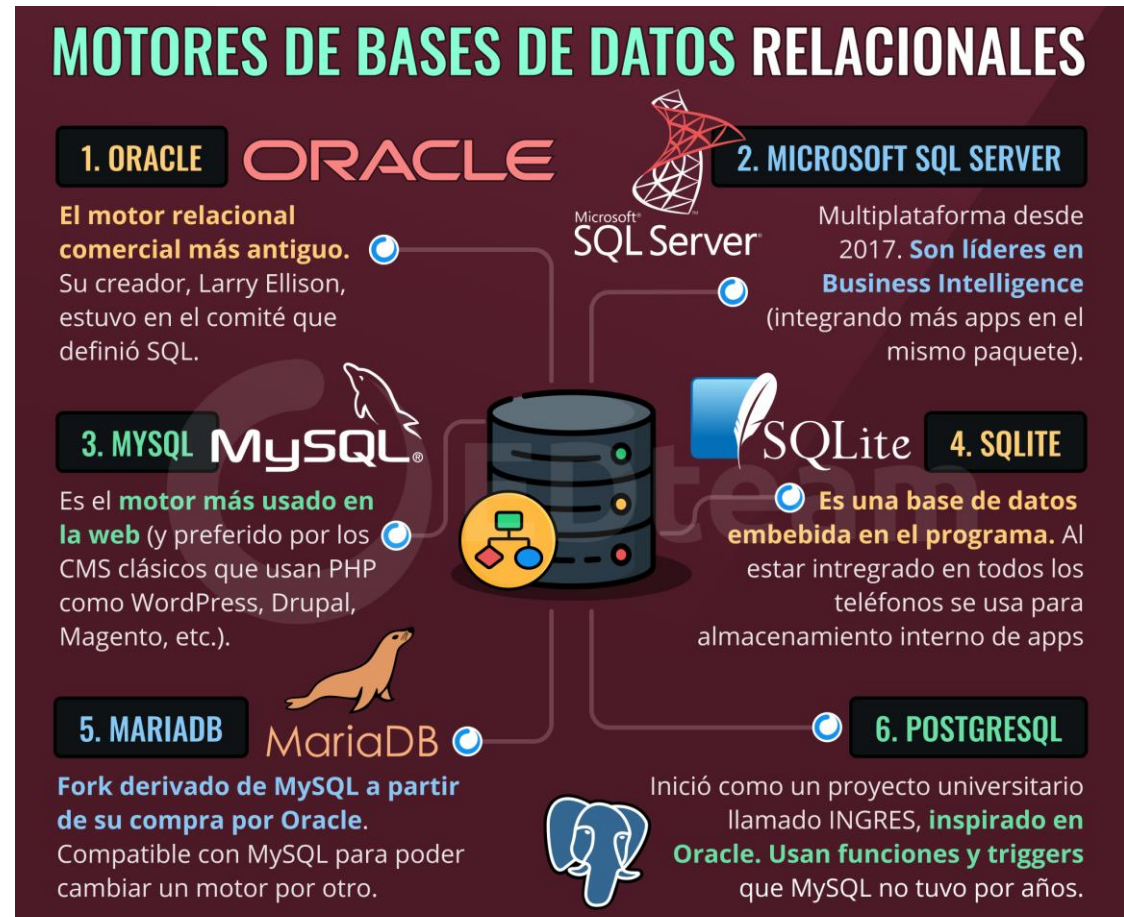 MOTORES DE BASES DE DATOS RELACIONALES
1. ORACLE
ORACLE
El motor relacional
comercial más antiguo.
Su creador, Larry Ellison,
estuvo en el comité que
definió SQL.
Microsoft®
SQL Server
2. MICROSOFT SQL SERVER
Multiplataforma desde
2017. Son líderes en
Business Intelligence
(integrando más apps en el
mismo paquete).
3. MYSQL
MySQL®
Es el motor más usado en
la web (y preferido por los
CMS clásicos que usan PHP
como WordPress, Drupal,
Magento, etc.).
SQLite
4. SQLITE
Es una base de datos
embebida en el programa. Al
estar intregrado en todos los
teléfonos se usa para
almacenamiento interno de apps
EDteam
5. MARIADB
MariaDB
Fork derivado de MySQL a partir
de su compra por Oracle.
Compatible con MySQL para poder
cambiar un motor por otro.
6. POSTGRESQL
Inició como un proyecto universitario
llamado INGRES, inspirado en
Oracle. Usan funciones y triggers
que MySQL no tuvo por años.